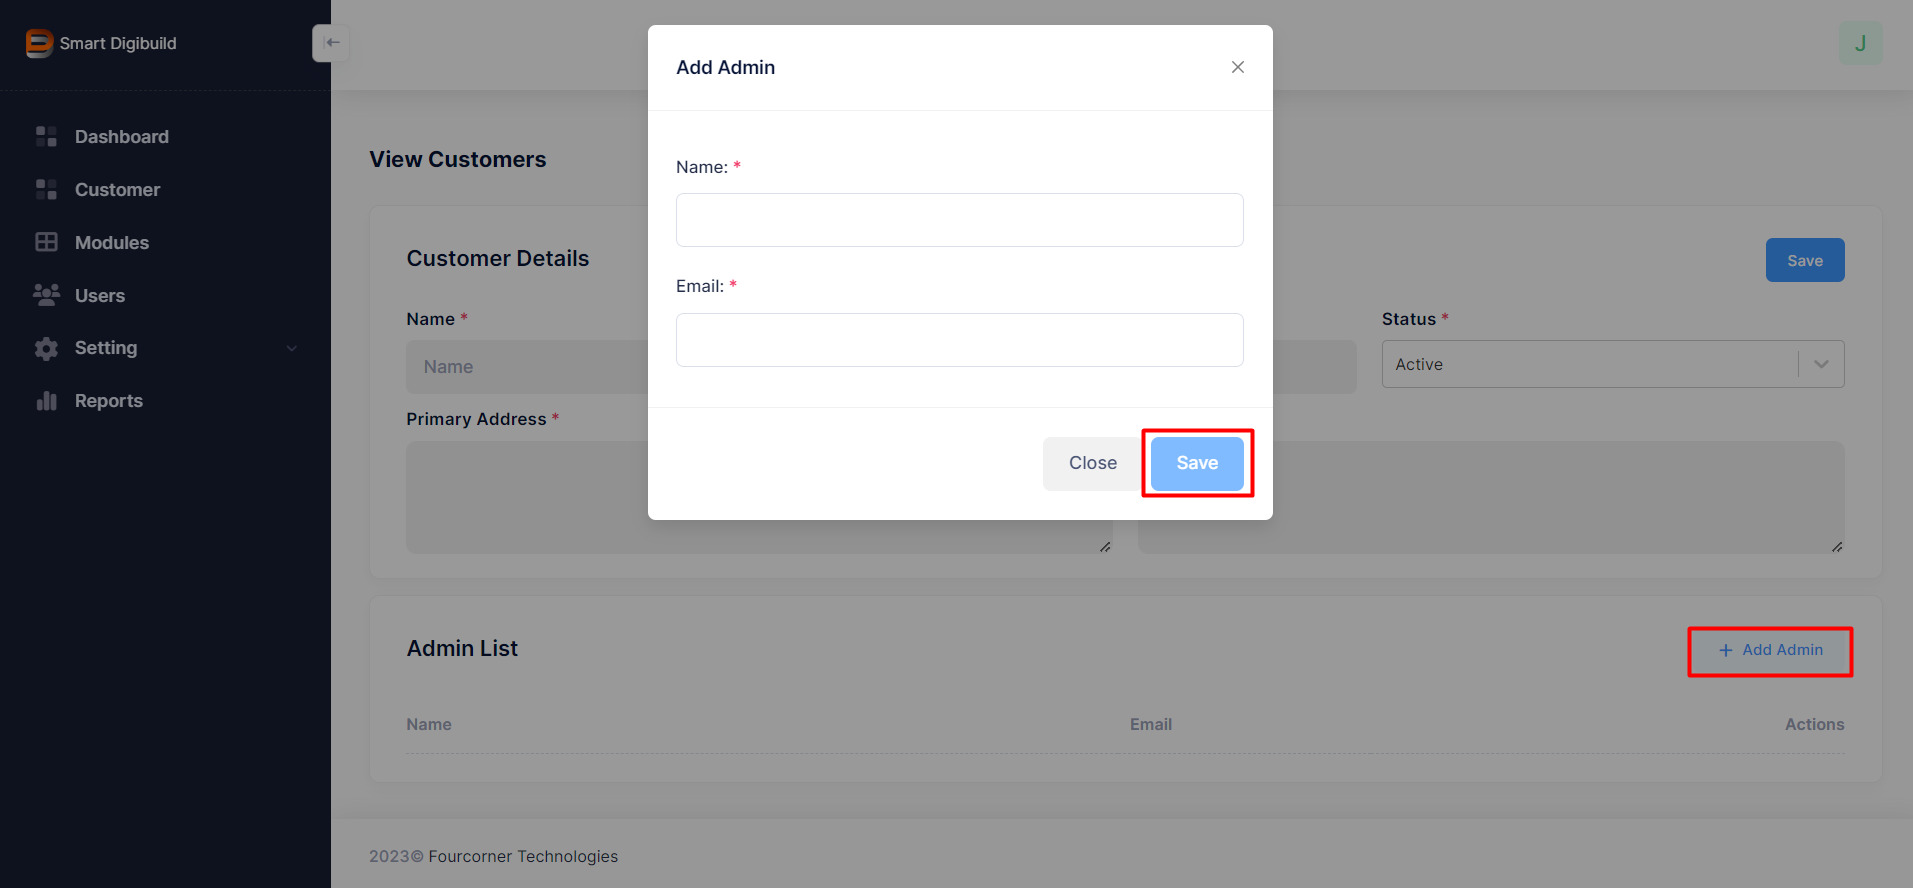 Smart Digibuild
J
Dashboard
Customer
Modules
Users
Setting
Reports
View Customers
Customer Details
Save
Name *
Status *
Name
Active
Primary Address *
Add Admin
Name: *
Email: *
Close
Save
Admin List
+ Add Admin
Name Email Actions
2023© Fourcorner Technologies